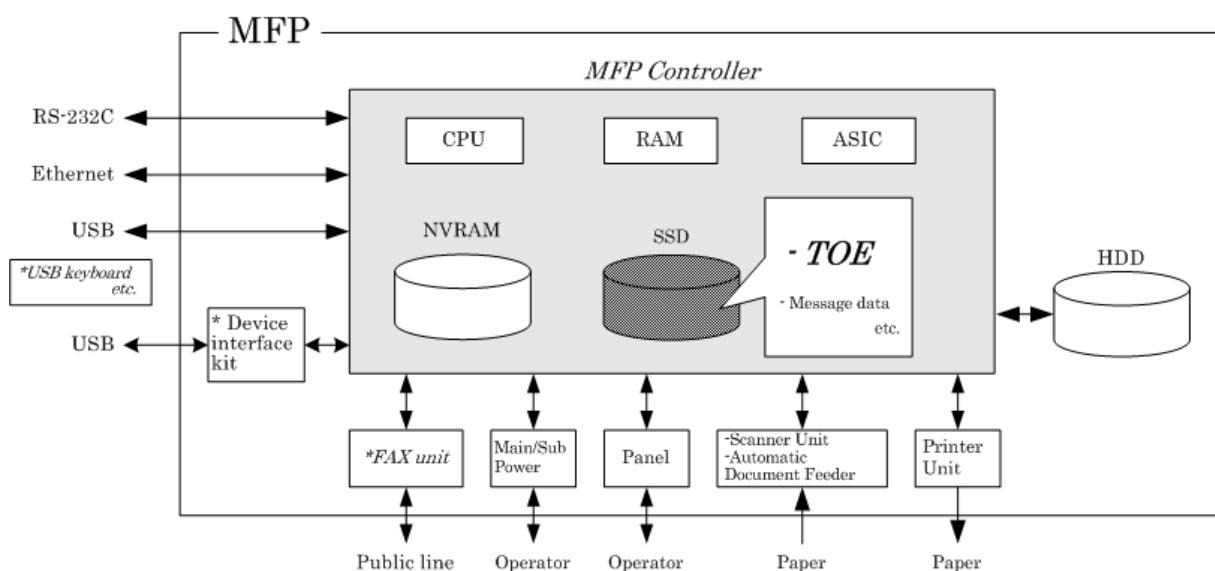 MFP
MFP Controller
RS-232C
CPU
RAM
ASIC
Ethernet
USB
NVRAM
SSD
- TOE
- Message data
etc.
HDD
*USB keyboard
etc.
USB
* Device
interface
kit
*FAX unit
Main/Sub
Power
Panel
-Scanner Unit
-Automatic
Document Feeder
Printer
Unit
Public line
Operator
Operator
Paper
Paper